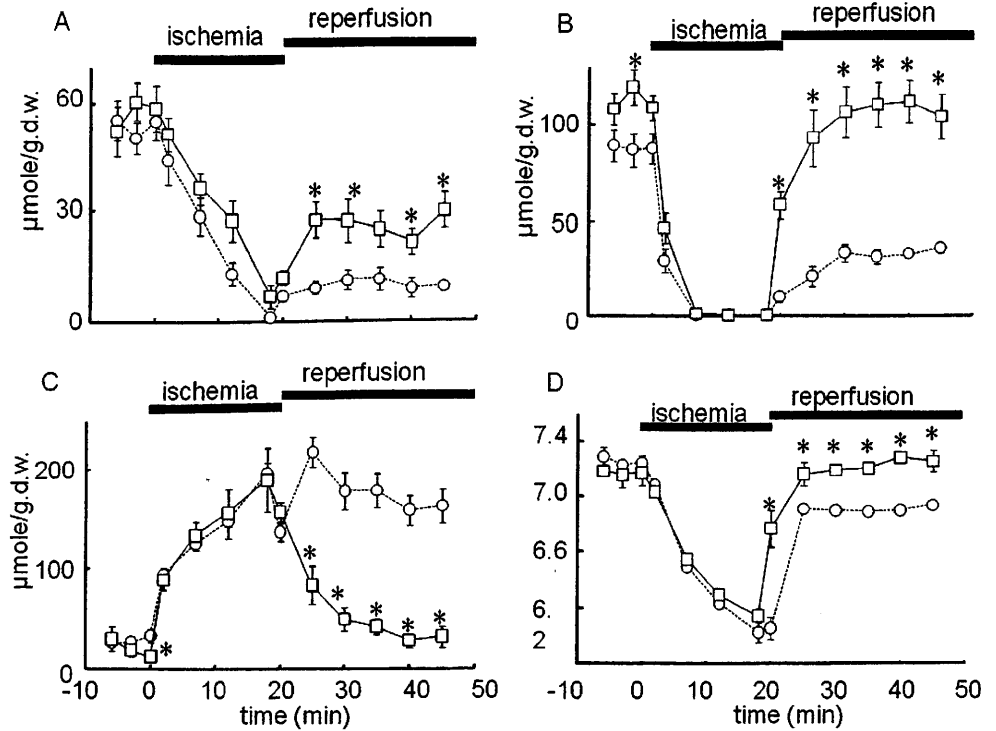 A
ischemia
reperfusion
μmole/g.d.w.
60
30
0
* * * *
B
ischemia
reperfusion
μmole/g.d.w.
100
50
0
* * * * * * *
C
ischemia
reperfusion
μmole/g.d.w.
200
100
0
* * * * * *
-10 0 10 20 30 40 50
time (min)
D
ischemia
reperfusion
7.4
7.0
6.6
6.
2
* * * * * *
-10 0 10 20 30 40 50
time (min)